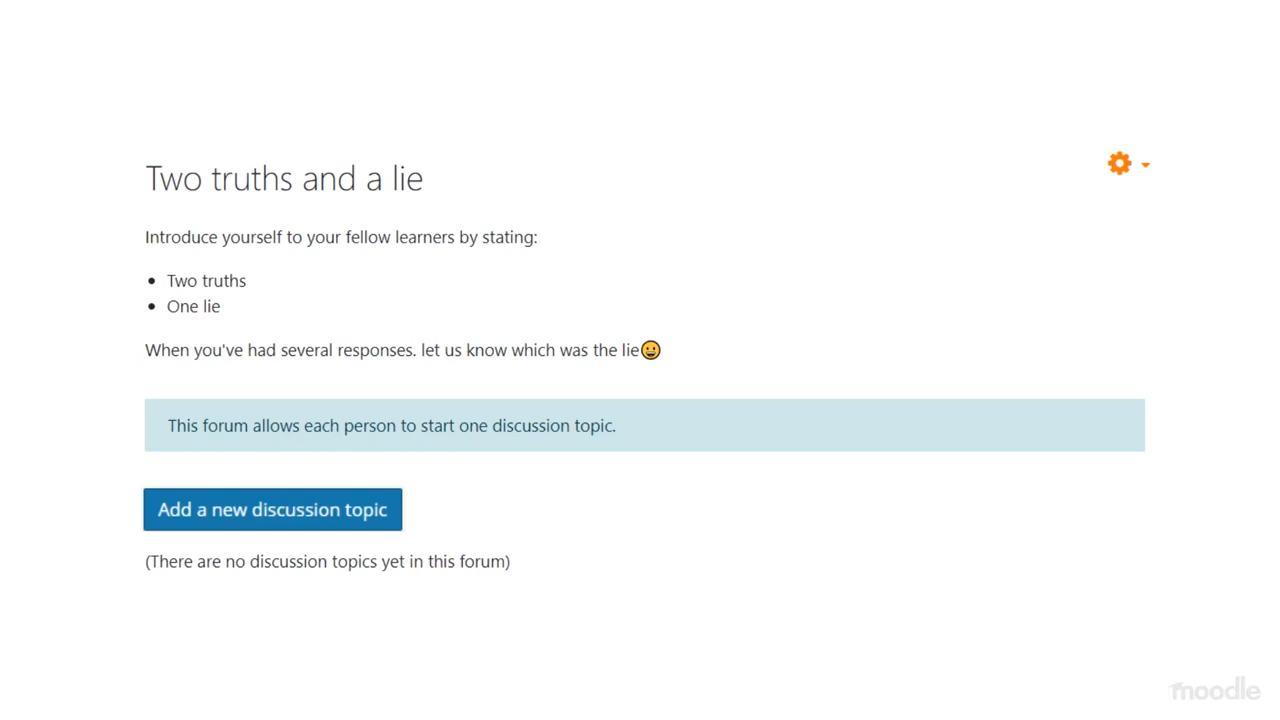 Two truths and a lie
Introduce yourself to your fellow learners by stating:
Two truths
One lie
When you've had several responses. let us know which was the lie😀
This forum allows each person to start one discussion topic.
Add a new discussion topic
(There are no discussion topics yet in this forum)
moodle